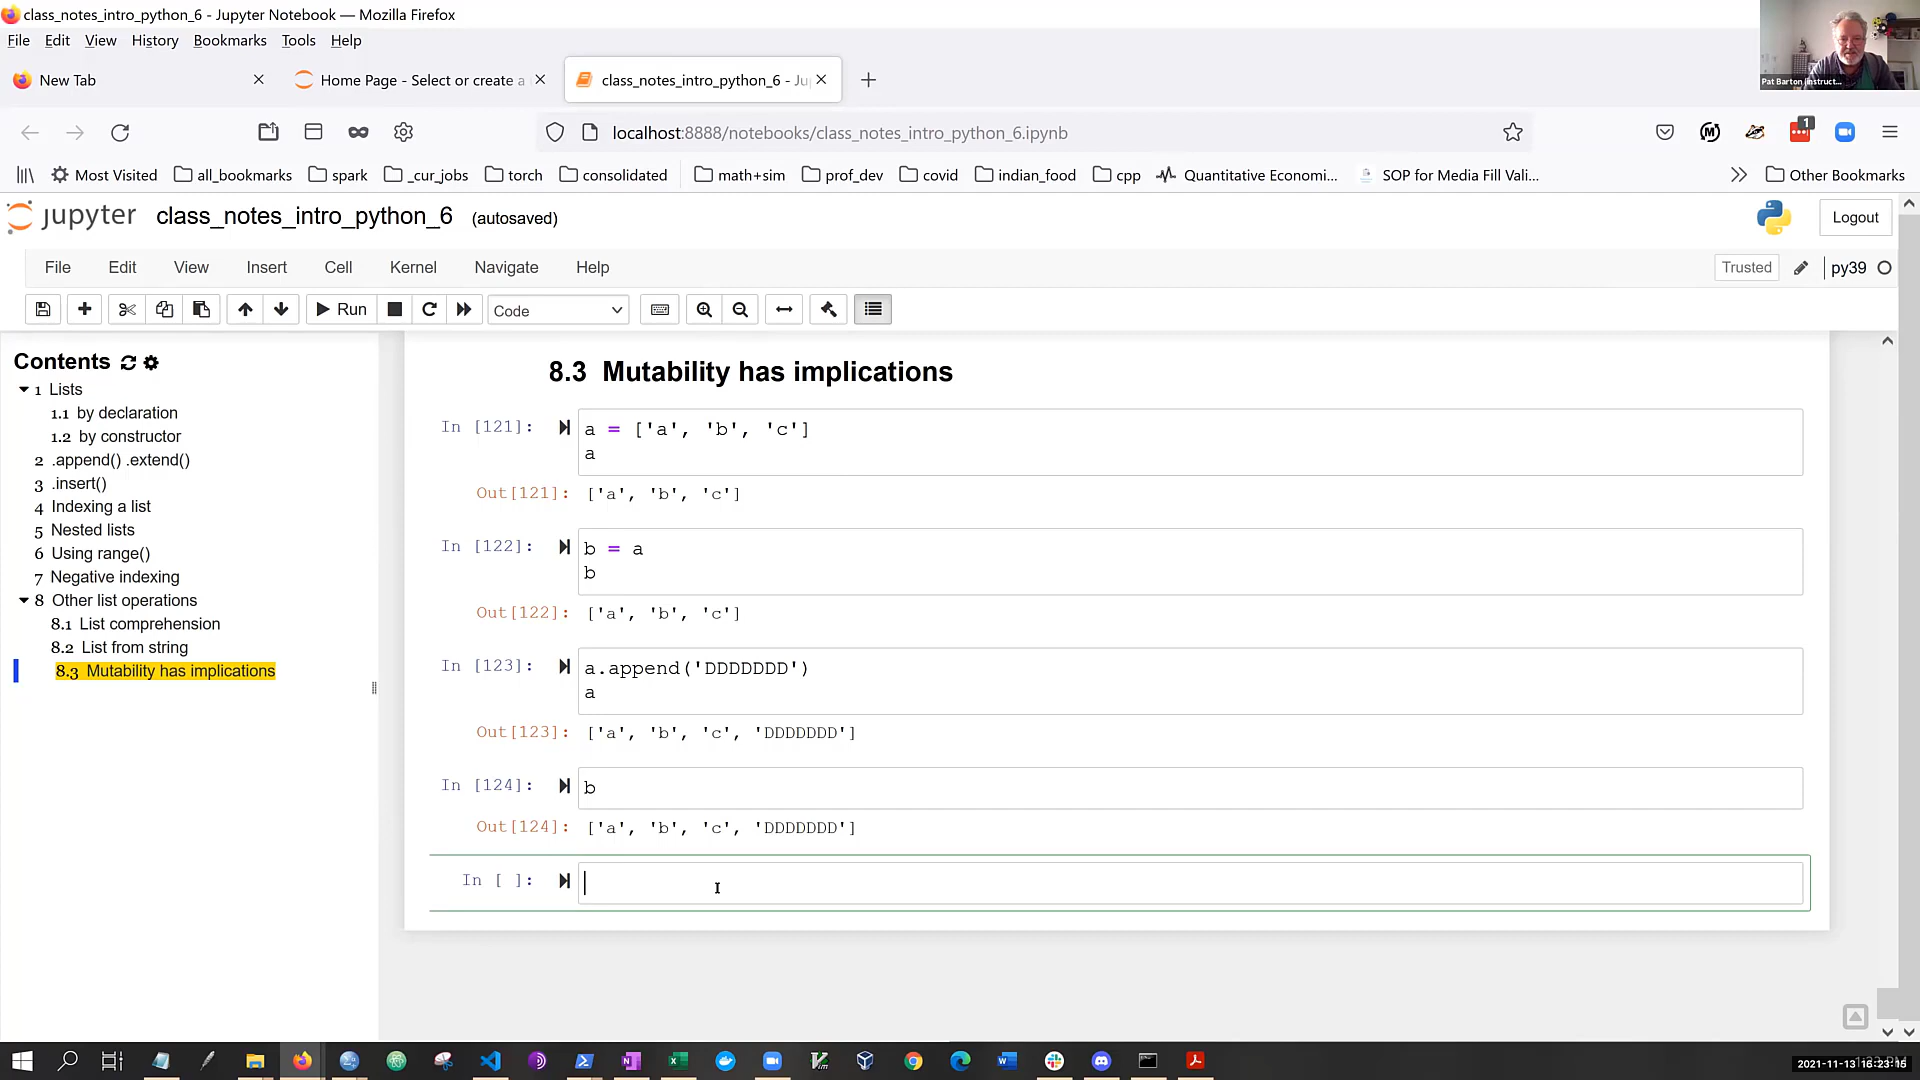 class_notes_intro_python_6 - Jupyter Notebook — Mozilla Firefox
File Edit View History Bookmarks Tools Help
New Tab
Home Page - Select or create a
class_notes_intro_python_6 - Ju
localhost:8888/notebooks/class_notes_intro_python_6.ipynb
1
Most Visited all_bookmarks spark _cur_jobs torch consolidated math+sim prof_dev covid indian_food cpp Quantitative Economi... SOP for Media Fill Vali... Other Bookmarks
Pat Barton (instruct...
jupyter class_notes_intro_python_6 (autosaved) Logout
File Edit View Insert Cell Kernel Navigate Help Trusted py39
Run Code
Contents
1 Lists
1.1 by declaration
1.2 by constructor
2 .append() .extend()
3 .insert()
4 Indexing a list
5 Nested lists
6 Using range()
7 Negative indexing
8 Other list operations
8.1 List comprehension
8.2 List from string
8.3 Mutability has implications
8.3 Mutability has implications
In [121]: a = ['a', 'b', 'c']
a
Out[121]: ['a', 'b', 'c']
In [122]: b = a
b
Out[122]: ['a', 'b', 'c']
In [123]: a.append('DDDDDDD')
a
Out[123]: ['a', 'b', 'c', 'DDDDDDD']
In [124]: b
Out[124]: ['a', 'b', 'c', 'DDDDDDD']
In [ ]:
2021-11-13 16:23:15